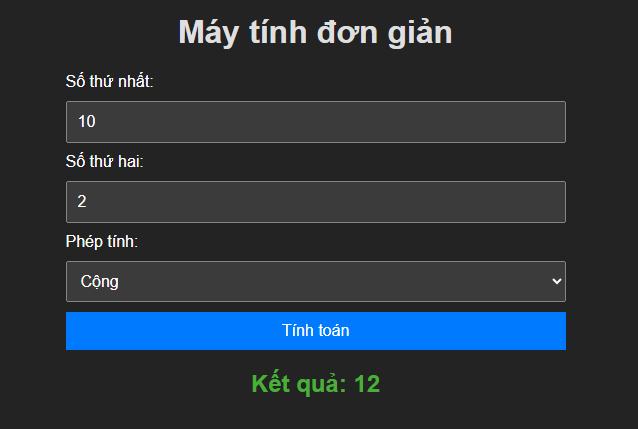 Máy tính đơn giản
Số thứ nhất:
10
Số thứ hai:
2
Phép tính:
Cộng
Tính toán
Kết quả: 12